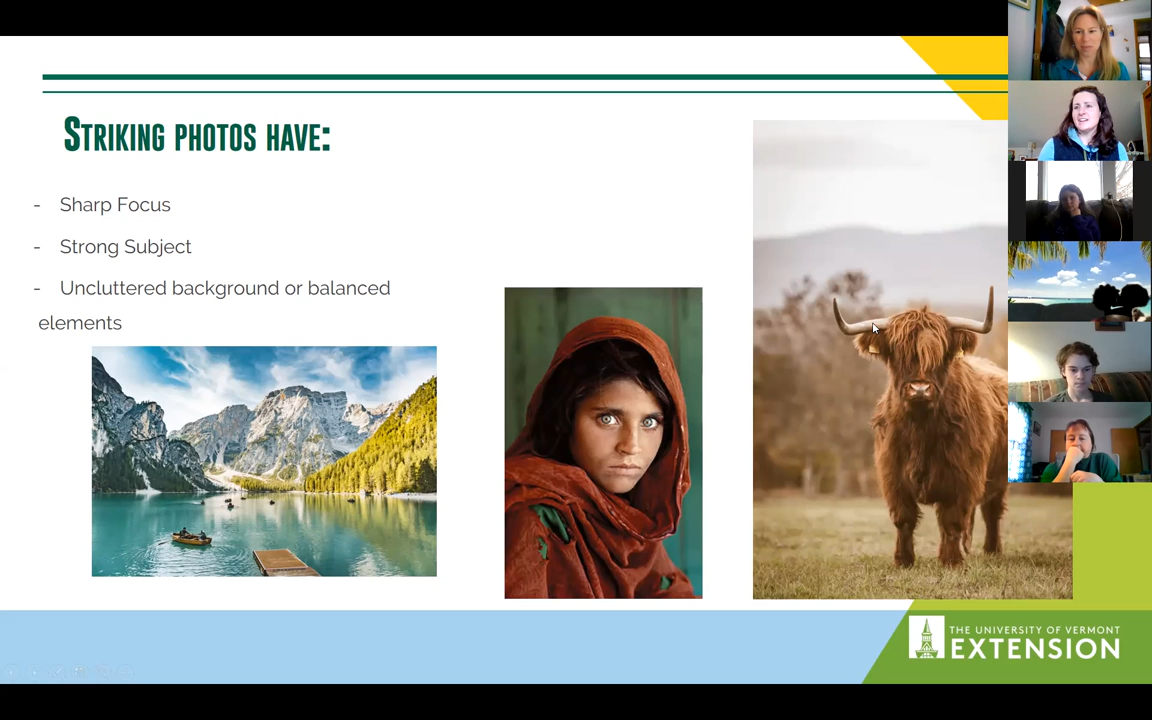 STRIKING PHOTOS HAVE:
- Sharp Focus
- Strong Subject
- Uncluttered background or balanced
elements
THE UNIVERSITY OF VERMONT
EXTENSION